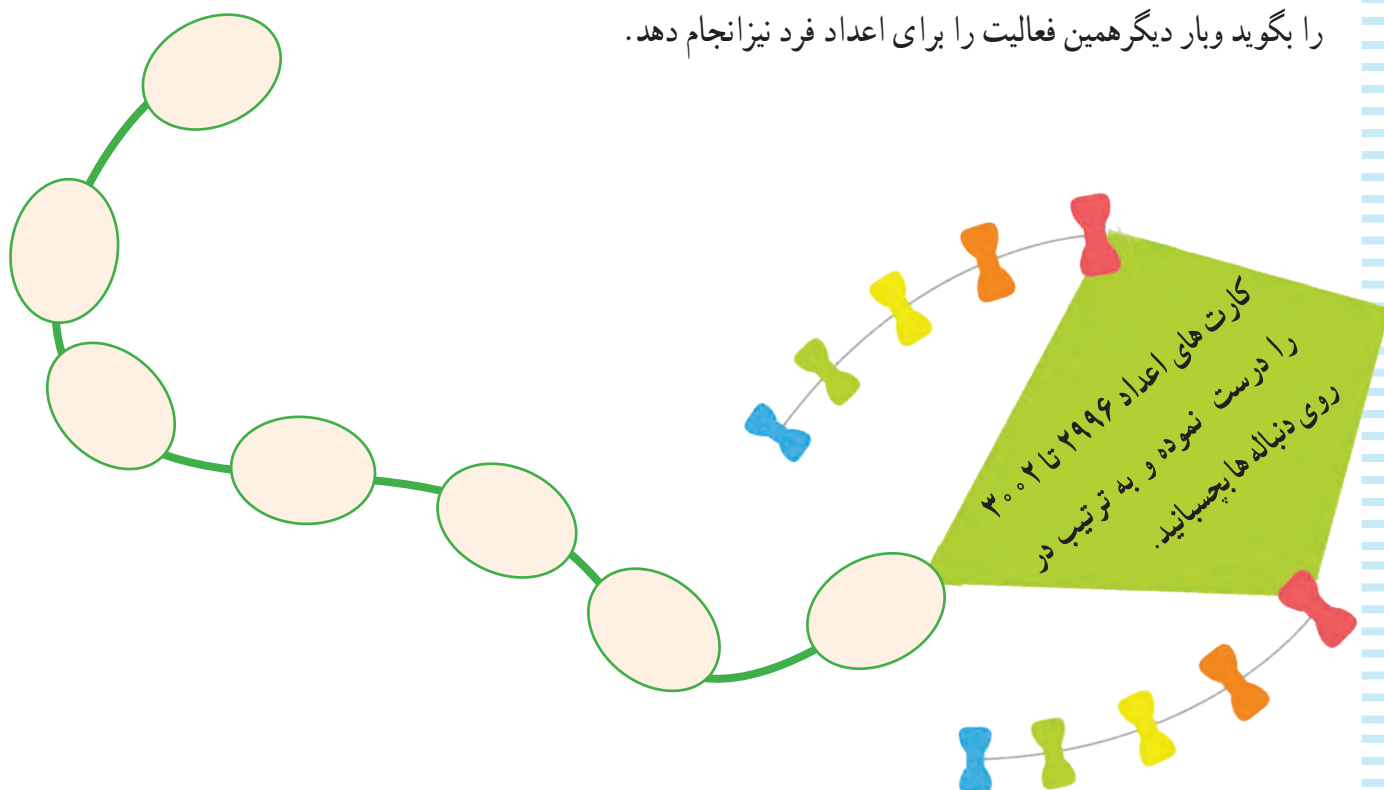 را بگوید وبار دیگرهمین فعالیت را برای اعداد فرد نیزانجام دهد.
کارت های اعداد ۲۹۹۶ تا ۳۰۰۲
را درست نموده و به ترتیب در
روی دنباله هابچسبانید.